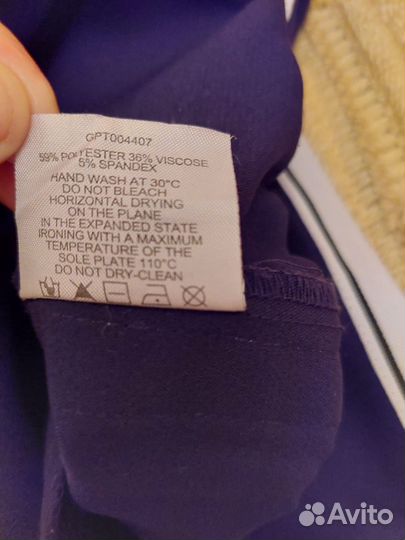 GPT004407
59% POLYESTER 36% VISCOSE
5% SPANDEX
HAND WASH AT 30°C
DO NOT BLEACH
HORIZONTAL DRYING
ON THE PLANE
IN THE EXPANDED STATE
IRONING WITH A MAXIMUM
TEMPERATURE OF THE
SOLE PLATE 110°C
DO NOT DRY-CLEAN
Avito